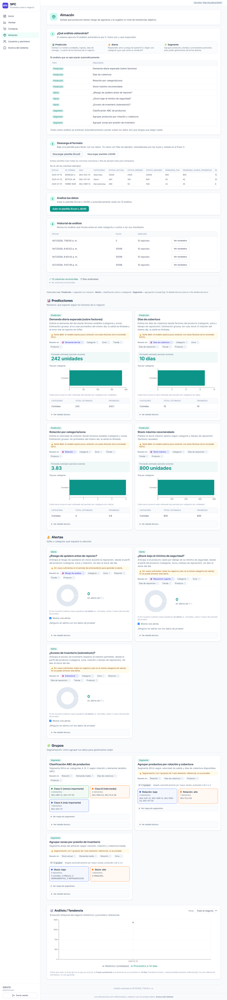 SPC
SPC
Pronóstico para tu negocio
Servidor: http://localhost:8010
Inicio
Ventas
Compras
Almacén
Usuarios y permisos
Acerca del sistema
Almacén
Señala qué productos tienen riesgo de agotarse y te sugiere un nivel de existencias objetivo.
1
¿Qué análisis obtendrás?
El sistema ejecuta 10 análisis automáticos por ti. Estos son y qué responden.
Predicción
Estiman un número (unidades, ingreso, días de entrega…) a partir de los factores de tu negocio.
Alerta
Responden sí/no (¿riesgo de quiebre?) o eligen una categoría (¿por qué canal se venderá?).
Segmento
Agrupan productos, tiendas o proveedores parecidos para poder gestionarlos de forma distinta.
10 análisis que se ejecutarán automáticamente:
TIPO PREGUNTA
Predicción Demanda diaria esperada (sobre factores)
Predicción Días de cobertura
Predicción Rotación por categoría/zona
Predicción Stock máximo recomendado
Alerta ¿Riesgo de quiebre antes de reponer?
Alerta ¿Stock bajo el mínimo de seguridad?
Alerta ¿Exceso de inventario (sobrestock)?
Segmento Clasificación ABC de productos
Segmento Agrupar productos por rotación y cobertura
Segmento Agrupar zonas por presión de inventario
Todos estos análisis se entrenan automáticamente cuando subes tus datos (sin que tengas que elegir nada).
2
Descarga el formato
Baja una plantilla para llenar con tus datos. Ya viene con filas de ejemplo: reemplázalas por las tuyas y súbela en el Paso 3.
Descargar plantilla (Excel) Descargar plantilla (JSON)
Ambas plantillas traen todas las columnas necesarias y filas de ejemplo listas para reemplazar.
Así se ven las columnas (ejemplo):
FECHA ID_TIENDA SKU CATEGORIA STOCK_ACTUAL STOCK_MINIMO STOCK_MAXIMO DEMANDA_DIA DEMANDA_DIARIA_PROMEDIO
2025-01-15 BODEGA-LI SKU-AZC-01 Abarrotes 12000 2000 20000 850 800 15
2025-01-15 BOTICA-JR SKU-VIT-05 Salud 450 100 800 45 42 10
2025-01-15 FERRE-NOR SKU-HER-12 Herramientas 280 50 500 32 35 8
3
Analiza tus datos
Sube tu plantilla (Excel o JSON) y automáticamente verás los 10 análisis.
Subir mi plantilla (Excel o JSON)
4
Historial de análisis
Revisa los análisis que hiciste antes en esta categoría y vuelve a ver sus resultados.
FECHA FILAS ANÁLISIS
14/7/2026, 7:56:55 a. m. 5 10 reportes Ver resultados
14/7/2026, 6:45:52 a. m. 10098 10 reportes Ver resultados
14/7/2026, 6:40:42 a. m. 10098 10 reportes Ver resultados
12/7/2026, 11:07:35 p. m. 10098 10 reportes Ver resultados
✓ 13 columnas reconocidas 5 filas analizadas
Ver columnas reconocidas
Cómo leer esto: Predicción = regresión (un número) · Alerta = clasificación (sí/no o categoría) · Segmento = agrupación (clustering). El detalle técnico está en «Ver detalle técnico».
Predicciones
Números: qué esperar según los factores de tu negocio
Predicción
Demanda diaria esperada (sobre factores)
Estima la demanda del día desde factores estables (categoría y zona). Estimación gruesa: al no usar promedios del mismo día, la señal es limitada y el error real se reporta sin inflar.
Señal débil: el modelo explica poca variación con estos factores (error promedio 55%).
Basado en: Demanda del día Categoría Zona Tienda
Producto
Promedio estimado (periodo reciente)
242 unidades
Top por categoría:
Comidas
0 65 130 195 260
Cada barra suma el valor estimado del periodo por categoría (en unidades).
CATEGORÍA TOTAL ESTIMADO PROMEDIO
Comidas 242 242.1
Ver detalle técnico
Predicción
Días de cobertura
Estima los días de cobertura desde factores del producto (categoría, zona y tiempo de reposición). Estimación gruesa: sin usar stock ni rotación del mismo día, la señal es limitada.
Señal débil: el modelo explica poca variación con estos factores (error promedio 525%).
Basado en: Días de cobertura Categoría Zona
Días de reposición Tienda Producto
Promedio estimado (periodo reciente)
10 días
Top por categoría:
Comidas
0 3 6 9 12
Cada barra suma el valor estimado del periodo por categoría (en días).
CATEGORÍA TOTAL ESTIMADO PROMEDIO
Comidas 10 10
Ver detalle técnico
Predicción
Rotación por categoría/zona
Estima la velocidad de rotación desde factores estables (categoría y zona). Estimación gruesa: sin promedios del mismo día, la señal es limitada.
Señal débil: el modelo explica poca variación con estos factores (error promedio 55%).
Basado en: Rotación Categoría Zona Tienda
Producto
Promedio estimado (periodo reciente)
3.83
Top por categoría:
Comidas
0 1 2 3 4
Cada barra suma el valor estimado del periodo por categoría (en índice).
CATEGORÍA TOTAL ESTIMADO PROMEDIO
Comidas 4 3.8
Ver detalle técnico
Predicción
Stock máximo recomendado
Predice el stock máximo óptimo según categoría y tiempo de reposición (factores causales).
Señal débil: el modelo explica poca variación con estos factores (error promedio 100%).
Basado en: Stock máximo Categoría Días de reposición
Tienda Producto
Promedio estimado (periodo reciente)
800 unidades
Top por categoría:
Comidas
0 200 400 600 800
Cada barra suma el valor estimado del periodo por categoría (en unidades).
CATEGORÍA TOTAL ESTIMADO PROMEDIO
Comidas 800 800
Ver detalle técnico
Alertas
Sí/No o categoría: qué requiere tu atención
Alerta
¿Riesgo de quiebre antes de reponer?
Anticipa el riesgo de quedarse sin stock durante la reposición, desde el perfil del producto (categoría, zona y rotación), sin leer el stock del día.
Sin casos suficientes en el periodo de entrenamiento para aprender la alerta.
Basado en: Riesgo de quiebre Categoría Zona Rotación
Tienda Producto
0
en alerta de 1
El aro muestra cuántos casos quedaron en alerta vs. normales, sobre 1 casos del periodo de prueba.
Mostrar solo alertas
¡Ninguno en alerta con los datos de prueba!
Ver detalle técnico
Alerta
¿Stock bajo el mínimo de seguridad?
Anticipa si el producto caerá por debajo de su mínimo de seguridad, desde el perfil del producto (categoría, zona y tiempo de reposición), sin leer el stock del día.
Sin casos suficientes: todos los registros caen en la misma categoría (sin alerta); no se puede entrenar esta alerta.
Basado en: Reposición urgente Categoría Zona
Días de reposición Tienda Producto
0
en alerta de 1
El aro muestra cuántos casos quedaron en alerta vs. normales, sobre 1 casos del periodo de prueba.
Mostrar solo alertas
¡Ninguno en alerta con los datos de prueba!
Ver detalle técnico
Alerta
¿Exceso de inventario (sobrestock)?
Anticipa el exceso de inventario respecto al máximo permitido, desde el perfil del producto (categoría, zona, rotación y tiempo de reposición), sin leer el stock del día.
Sin casos suficientes: todos los registros caen en la misma categoría (sin alerta); no se puede entrenar esta alerta.
Basado en: Sobrestock Categoría Zona Rotación
Días de reposición Tienda Producto
0
en alerta de 1
El aro muestra cuántos casos quedaron en alerta vs. normales, sobre 1 casos del periodo de prueba.
Mostrar solo alertas
¡Ninguno en alerta con los datos de prueba!
Ver detalle técnico
Grupos
Segmentación: cómo agrupar tus datos para gestionarlos mejor
Segmento
Clasificación ABC de productos
Segmenta SKUs en categorías A, B, C según rotación y demanda (análisis ABC).
Basado en: Rotación Demanda media Días de cobertura
Producto
Clase C (menos importante)
2 elementos
SKU-HER-12, SKU-VIT-05
Clase B (intermedia)
2 elementos
SKU-PAN-03, SKU-PLA-08
Clase A (más importante)
1 elementos
SKU-AZC-01
Ver mapa de segmentos
Ver detalle técnico
Segmento
Agrupar productos por rotación y cobertura
Segmenta SKUs según velocidad de salida y días de cobertura disponibles.
Segmentación con 1 grupo(s) de 1 solo elemento: referencial, no accionable.
Basado en: Rotación Días de cobertura Producto
K = 2 grupos elegido automáticamente por mayor silueta, probando k de 2 a 4.
Rotación: bajo
4 elementos
SKU-AZC-01, SKU-HER-12, SKU-PAN-03, SKU-VIT-05
Rotación: alto
1 elementos
SKU-PLA-08
Ver mapa de segmentos
Ver detalle técnico
Segmento
Agrupar zonas por presión de inventario
Segmenta áreas del almacén según volumen, rotación y cobertura media.
Segmentación con 1 grupo(s) de 1 solo elemento: referencial, no accionable.
Basado en: Stock actual Demanda media Rotación Zona
K = 2 grupos elegido automáticamente por mayor silueta, probando k de 2 a 4.
Stock: bajo
4 elementos
Z-COCINA, Z-FRESCO, Z-HERRAMIENTAS, Z-REFRIGERACION
Stock: alto
1 elementos
Z-PRINCIPAL
Ver mapa de segmentos
Ver detalle técnico
Análisis / Tendencia
Filtrar: Todo el negocio
Evolución temporal del negocio (histórico) y pronóstico referencial.
1400
1050
700
350
0
2025-01-15
Histórico (unidades) Pronóstico a 14 días
Cómo leer esto: la línea gris es lo que ya ocurrió; la franja sombreada a la derecha es el pronóstico a 14 días (Tendencia lineal + estacionalidad semanal (referencial)). Es una referencia orientativa, no una garantía.
Análisis realizado el 14/7/2026, 7:56:55 a. m.
256370
administrador
Cerrar sesión
Las estimaciones son referenciales y mejoran con tus propios datos. Acerca del sistema